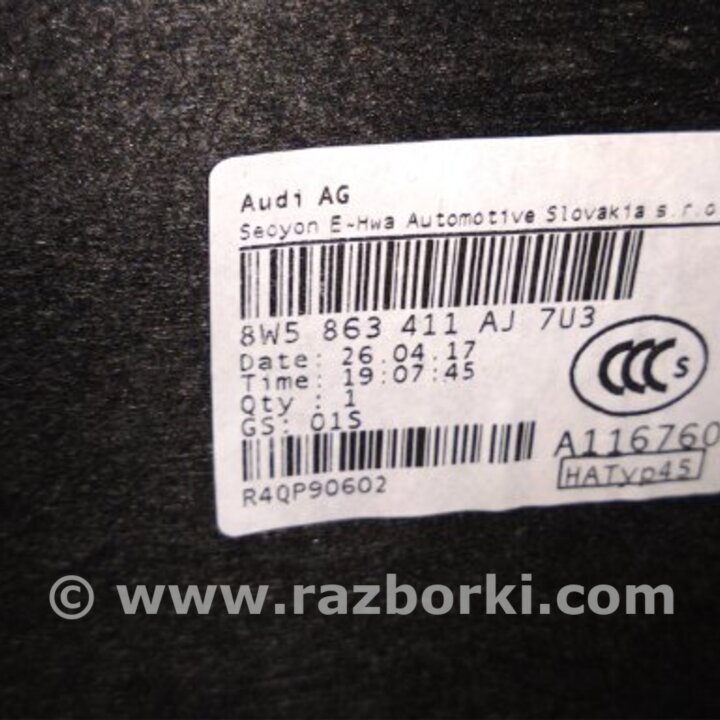 Audi AG
Seoyon E-Hwa Automotive Slovakia s.r.o
8W5 863 411 AJ 7U3
Date: 26.04.17
Time: 19:07:45
Qty : 1
GS: 01S
CCC S
A116760
HATyp45
R4QP90602
© www.razborki.com